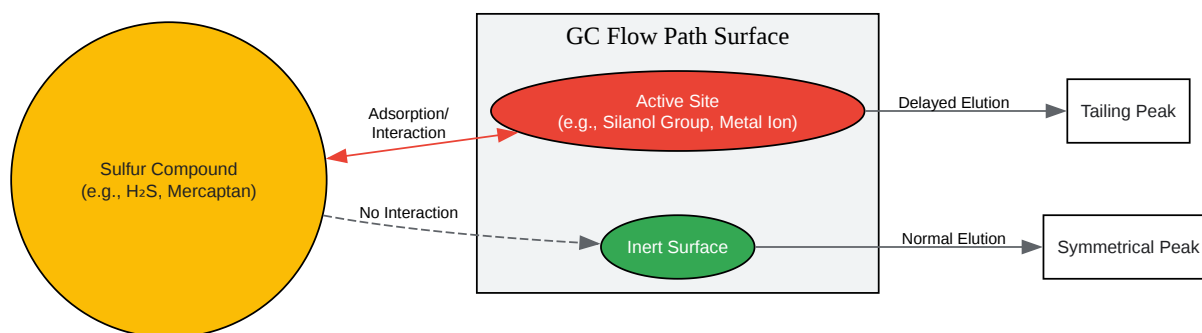 GC Flow Path Surface
Sulfur Compound
(e.g., H₂S, Mercaptan)
Adsorption/
Interaction
No Interaction
Active Site
(e.g., Silanol Group, Metal Ion)
Inert Surface
Delayed Elution
Normal Elution
Tailing Peak
Symmetrical Peak